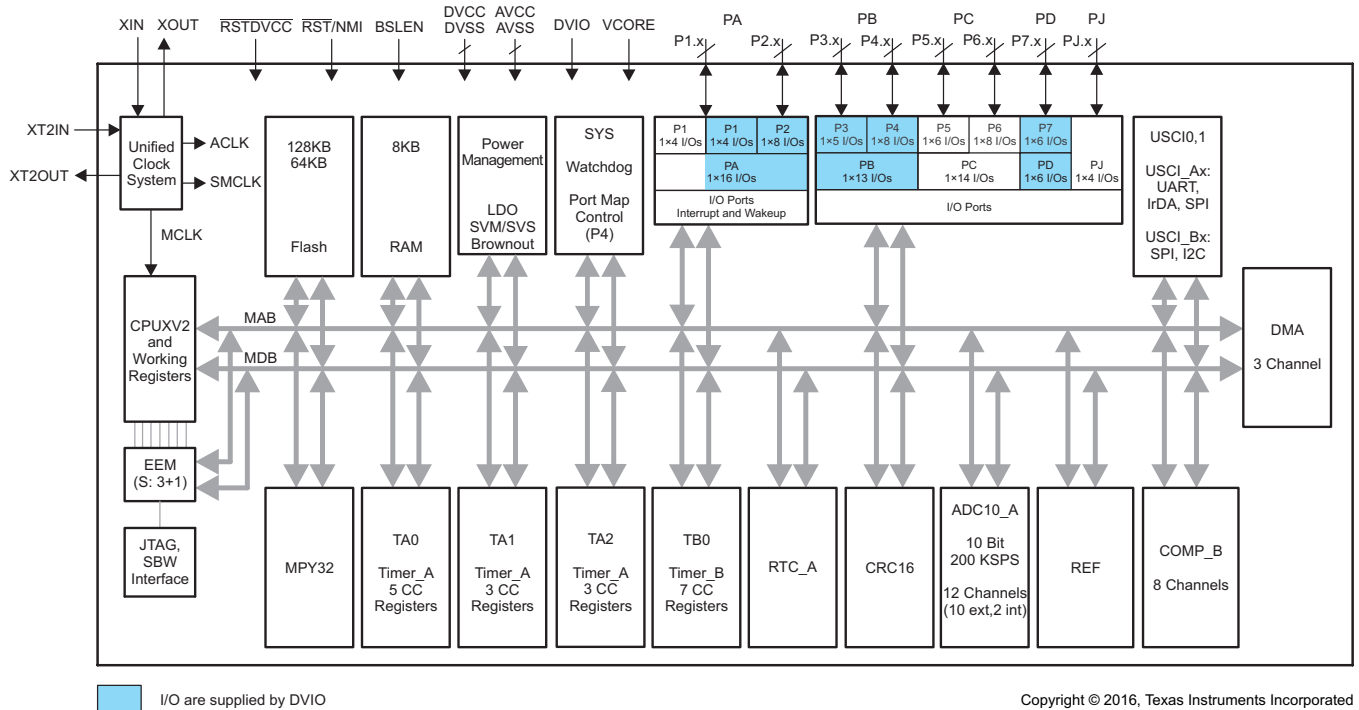 XIN
XOUT
RSTDVCC
RST/NMI
BSLEN
DVCC
DVSS
AVCC
AVSS
DVIO
VCORE
PA
P1.x
P2.x
PB
P3.x
P4.x
PC
P5.x
P6.x
PD
P7.x
PJ
PJ.x
XT2IN
XT2OUT
Unified
Clock
System
ACLK
SMCLK
MCLK
128KB
64KB
Flash
8KB
RAM
Power
Management
LDO
SVM/SVS
Brownout
SYS
Watchdog
Port Map
Control
(P4)
P1
1×4 I/Os
P1
1×4 I/Os
P2
1×8 I/Os
PA
1×16 I/Os
I/O Ports
Interrupt and Wakeup
P3
1×5 I/Os
P4
1×8 I/Os
P5
1×6 I/Os
P6
1×8 I/Os
P7
1×6 I/Os
PB
1×13 I/Os
PC
1×14 I/Os
PD
1×6 I/Os
PJ
1×4 I/Os
I/O Ports
USCI0,1
USCI_Ax:
UART,
IrDA, SPI
USCI_Bx:
SPI, I2C
CPUXV2
and
Working
Registers
MAB
MDB
DMA
3 Channel
EEM
(S: 3+1)
JTAG,
SBW
Interface
MPY32
TA0
Timer_A
5 CC
Registers
TA1
Timer_A
3 CC
Registers
TA2
Timer_A
3 CC
Registers
TB0
Timer_B
7 CC
Registers
RTC_A
CRC16
ADC10_A
10 Bit
200 KSPS
12 Channels
(10 ext,2 int)
REF
COMP_B
8 Channels
I/O are supplied by DVIO
Copyright © 2016, Texas Instruments Incorporated